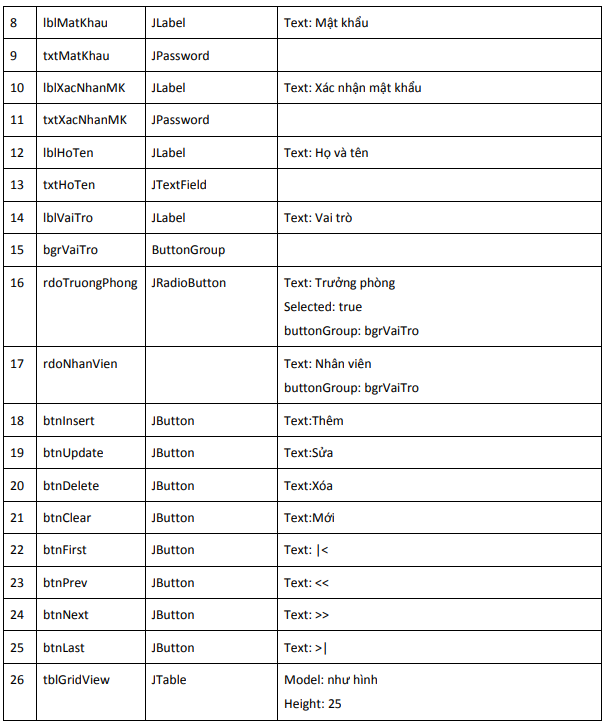 8 lblMatKhau JLabel Text: Mật khẩu
9 txtMatKhau JPassword
10 lblXacNhanMK JLabel Text: Xác nhận mật khẩu
11 txtXacNhanMK JPassword
12 lblHoTen JLabel Text: Họ và tên
13 txtHoTen JTextField
14 lblVaiTro JLabel Text: Vai trò
15 bgrVaiTro ButtonGroup
16 rdoTruongPhong JRadioButton Text: Trưởng phòng
Selected: true
buttonGroup: bgrVaiTro
17 rdoNhanVien Text: Nhân viên
buttonGroup: bgrVaiTro
18 btnInsert JButton Text:Thêm
19 btnUpdate JButton Text:Sửa
20 btnDelete JButton Text:Xóa
21 btnClear JButton Text:Mới
22 btnFirst JButton Text: |<
23 btnPrev JButton Text: <<
24 btnNext JButton Text: >>
25 btnLast JButton Text: >|
26 tblGridView JTable Model: như hình
Height: 25